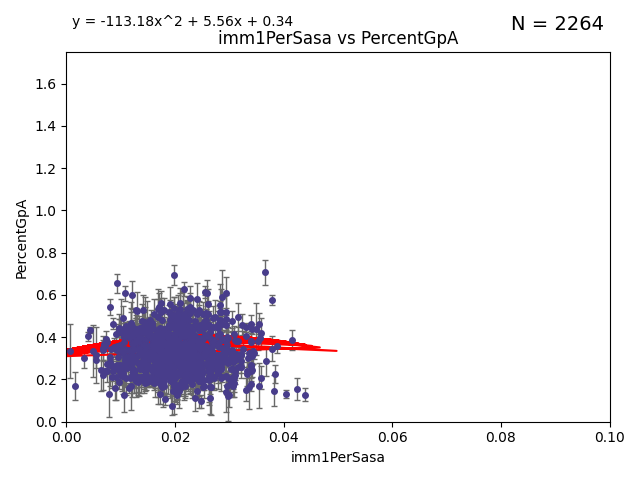 y = -113.18x^2 + 5.56x + 0.34
N = 2264
imm1PerSasa vs PercentGpA
PercentGpA
1.6
1.4
1.2
1.0
0.8
0.6
0.4
0.2
0.0
0.00 0.02 0.04 0.06 0.08 0.10
imm1PerSasa